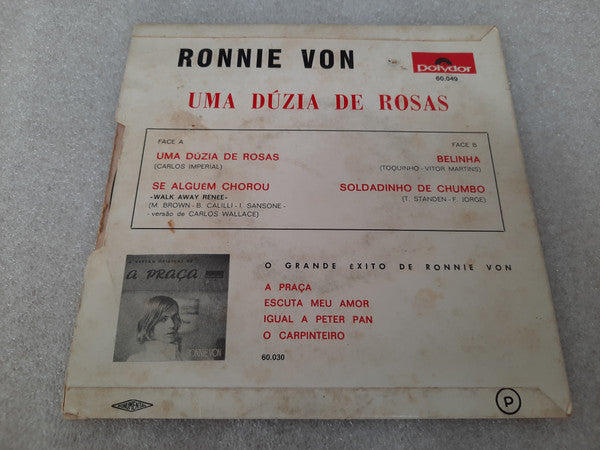 RONNIE VON
Polydor
60.049
UMA DÚZIA DE ROSAS
FACE A
UMA DÚZIA DE ROSAS
(CARLOS IMPERIAL)
SE ALGUEM CHOROU
-WALK AWAY RENEE-
(M. BROWN - B. CALILLI - I. SANSONE -
- versão de CARLOS WALLACE)
FACE B
BELINHA
(TOQUINHO - VITOR MARTINS)
SOLDADINHO DE CHUMBO
(T. STANDEN - F. JORGE)
A PRAÇA
RONNIE VON
O GRANDE EXITO DE RONNIE VON
A PRAÇA
ESCUTA MEU AMOR
IGUAL A PETER PAN
O CARPINTEIRO
60.030
P